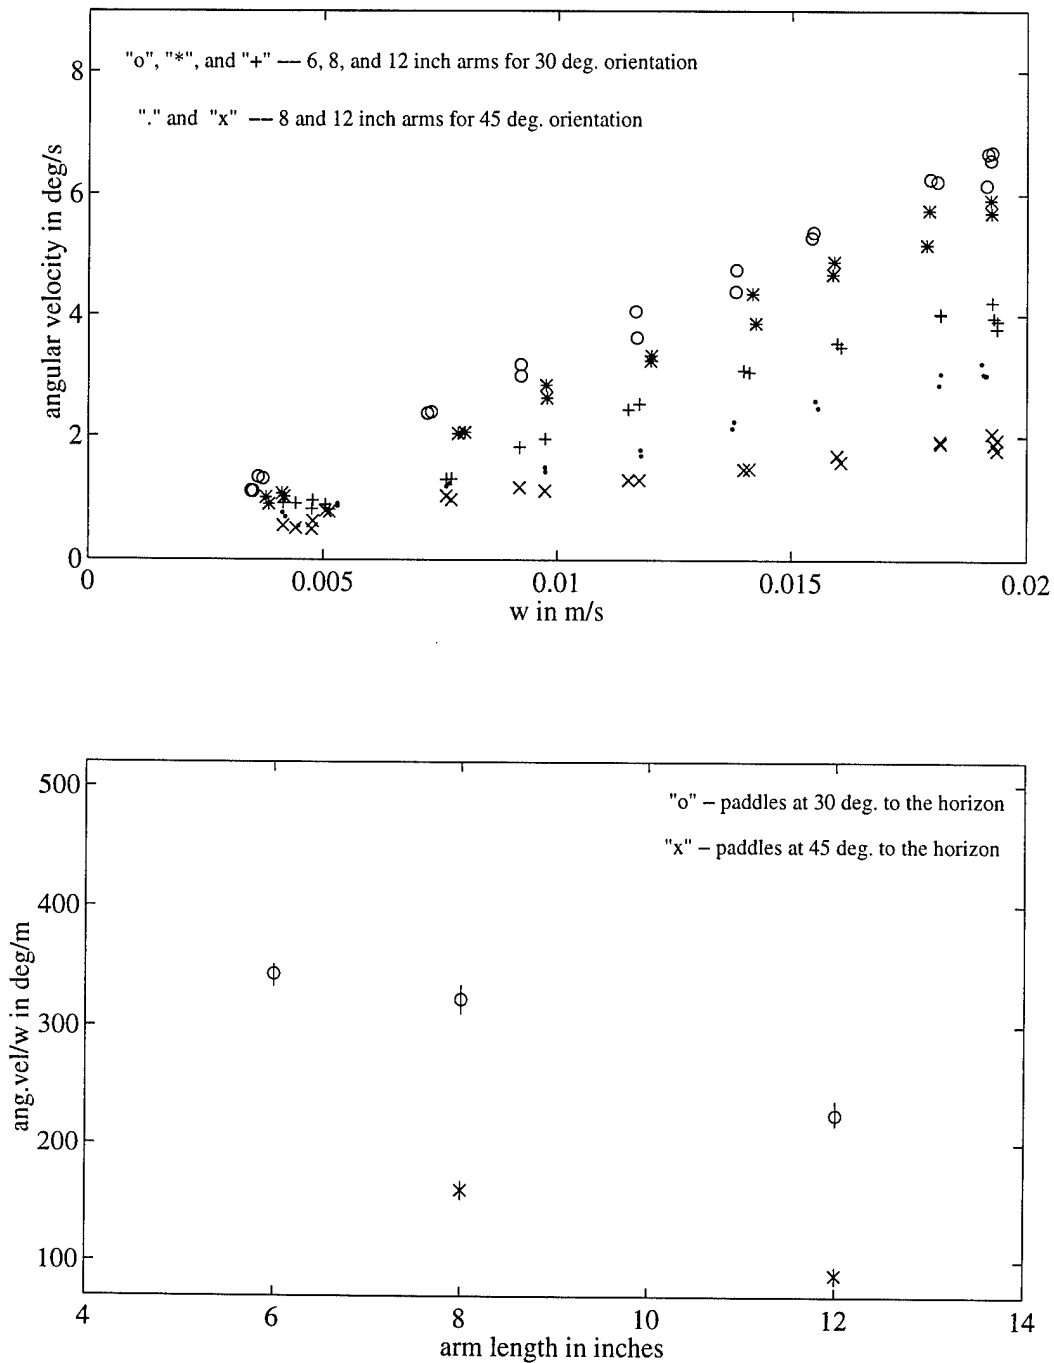 "o", "*", and "+" –– 6, 8, and 12 inch arms for 30 deg. orientation
"." and "x" –– 8 and 12 inch arms for 45 deg. orientation
angular velocity in deg/s
8
6
4
2
0
0 0.005 0.01 0.015 0.02
w in m/s
"o" – paddles at 30 deg. to the horizon
"x" – paddles at 45 deg. to the horizon
ang.vel/w in deg/m
500
400
300
200
100
4 6 8 10 12 14
arm length in inches